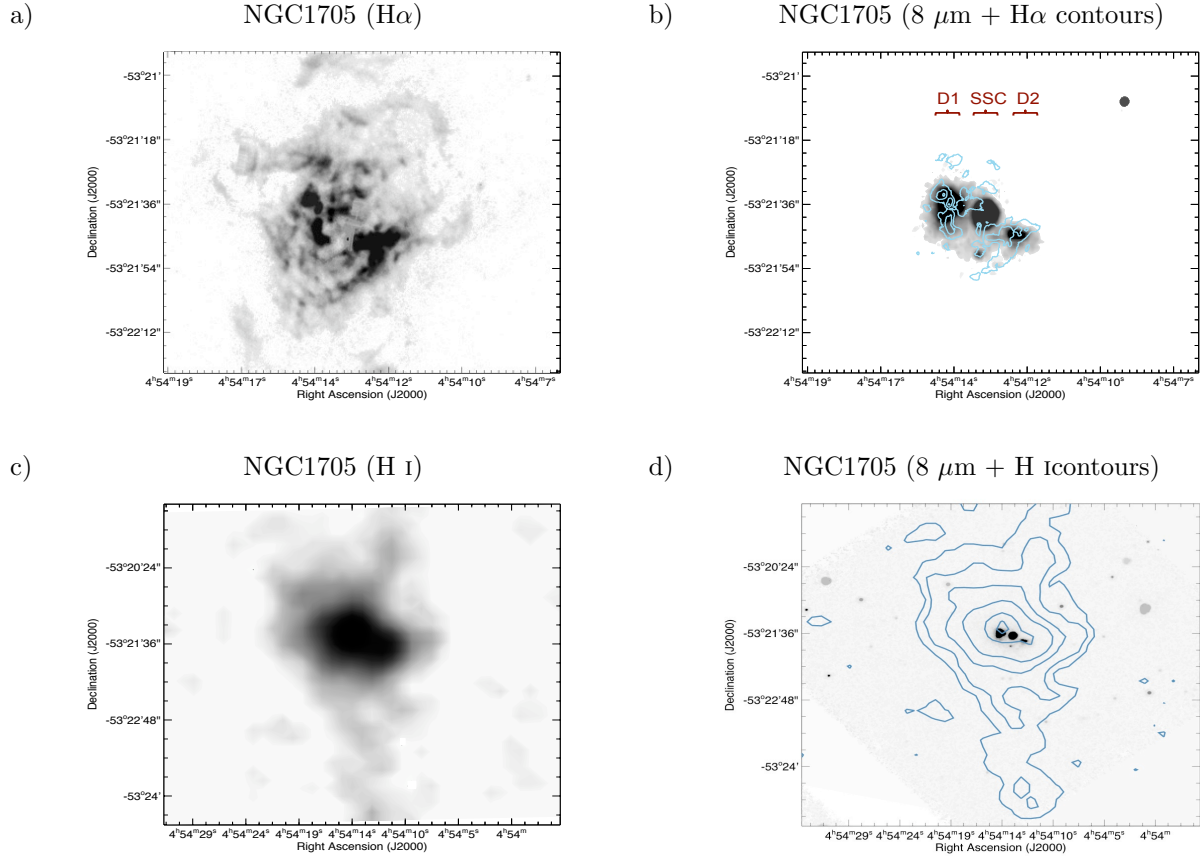 a) NGC1705 (Hα)
-53°21'
-53°21'18"
-53°21'36"
-53°21'54"
-53°22'12"
Declination (J2000)
4ʰ54ᵐ19ˢ 4ʰ54ᵐ17ˢ 4ʰ54ᵐ14ˢ 4ʰ54ᵐ12ˢ 4ʰ54ᵐ10ˢ 4ʰ54ᵐ7ˢ
Right Ascension (J2000)
b) NGC1705 (8 μm + Hα contours)
D1 SSC D2
-53°21'
-53°21'18"
-53°21'36"
-53°21'54"
-53°22'12"
Declination (J2000)
4ʰ54ᵐ19ˢ 4ʰ54ᵐ17ˢ 4ʰ54ᵐ14ˢ 4ʰ54ᵐ12ˢ 4ʰ54ᵐ10ˢ 4ʰ54ᵐ7ˢ
Right Ascension (J2000)
c) NGC1705 (H ɪ)
-53°20'24"
-53°21'36"
-53°22'48"
-53°24'
Declination (J2000)
4ʰ54ᵐ29ˢ 4ʰ54ᵐ24ˢ 4ʰ54ᵐ19ˢ 4ʰ54ᵐ14ˢ 4ʰ54ᵐ10ˢ 4ʰ54ᵐ5ˢ 4ʰ54ᵐ
Right Ascension (J2000)
d) NGC1705 (8 μm + H ɪcontours)
-53°20'24"
-53°21'36"
-53°22'48"
-53°24'
Declination (J2000)
4ʰ54ᵐ29ˢ 4ʰ54ᵐ24ˢ 4ʰ54ᵐ19ˢ 4ʰ54ᵐ14ˢ 4ʰ54ᵐ10ˢ 4ʰ54ᵐ5ˢ 4ʰ54ᵐ
Right Ascension (J2000)